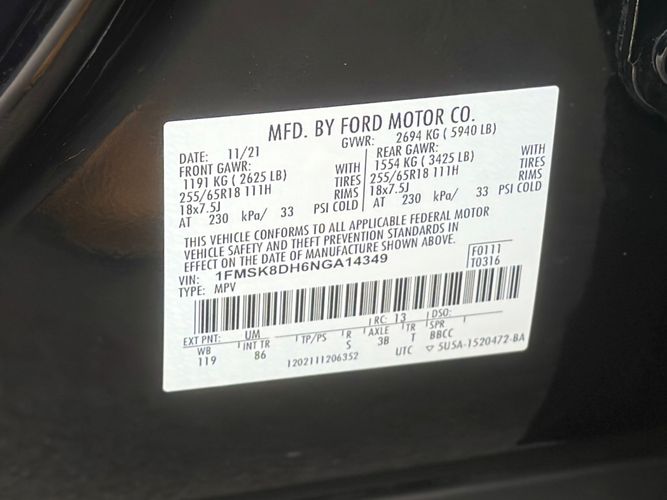 MFD. BY FORD MOTOR CO.
DATE: 11/21 GVWR: 2694 KG ( 5940 LB)
FRONT GAWR: WITH REAR GAWR: WITH
1191 KG ( 2625 LB) TIRES 1554 KG ( 3425 LB) TIRES
255/65R18 111H RIMS 255/65R18 111H RIMS
18x7.5J PSI COLD 18x7.5J PSI COLD
AT 230 kPa/ 33 AT 230 kPa/ 33
THIS VEHICLE CONFORMS TO ALL APPLICABLE FEDERAL MOTOR
VEHICLE SAFETY AND THEFT PREVENTION STANDARDS IN
EFFECT ON THE DATE OF MANUFACTURE SHOWN ABOVE.
VIN: 1FMSK8DH6NGA14349 F0111
TYPE: MPV T0316
EXT PNT: UM RC: 13 DSO:
WB INT TR TP/PS R AXLE TR SPR
119 86 S 3B T BBCC
1202111206352 UTC ▽ 5USA-1520472-BA